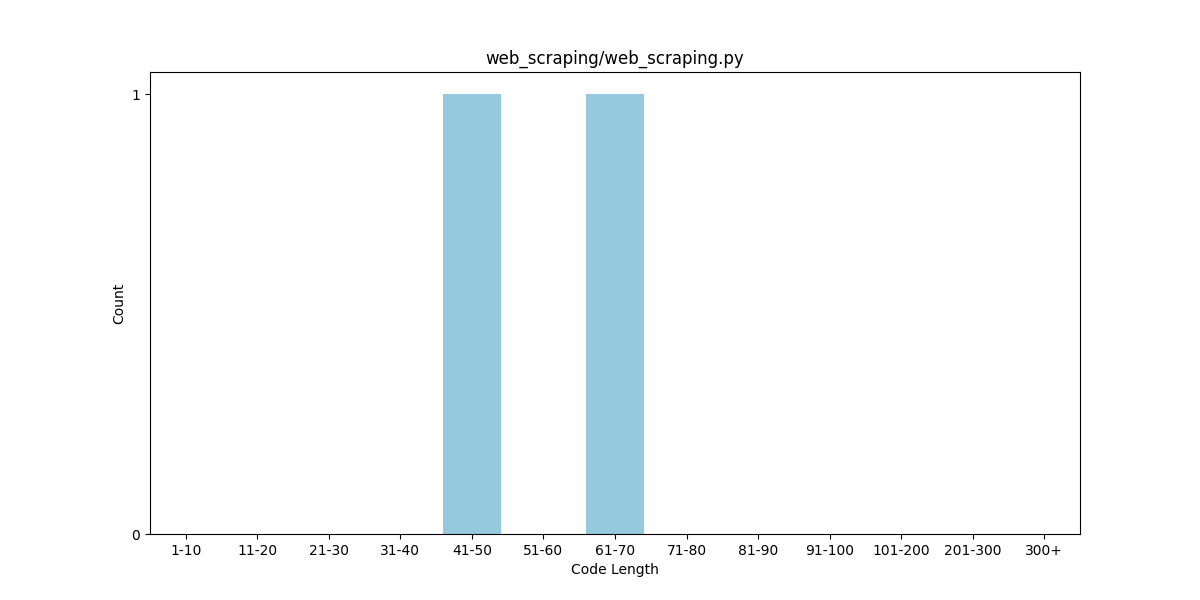 web_scraping/web_scraping.py
1
Count
0
1-10 11-20 21-30 31-40 41-50 51-60 61-70 71-80 81-90 91-100 101-200 201-300 300+
Code Length